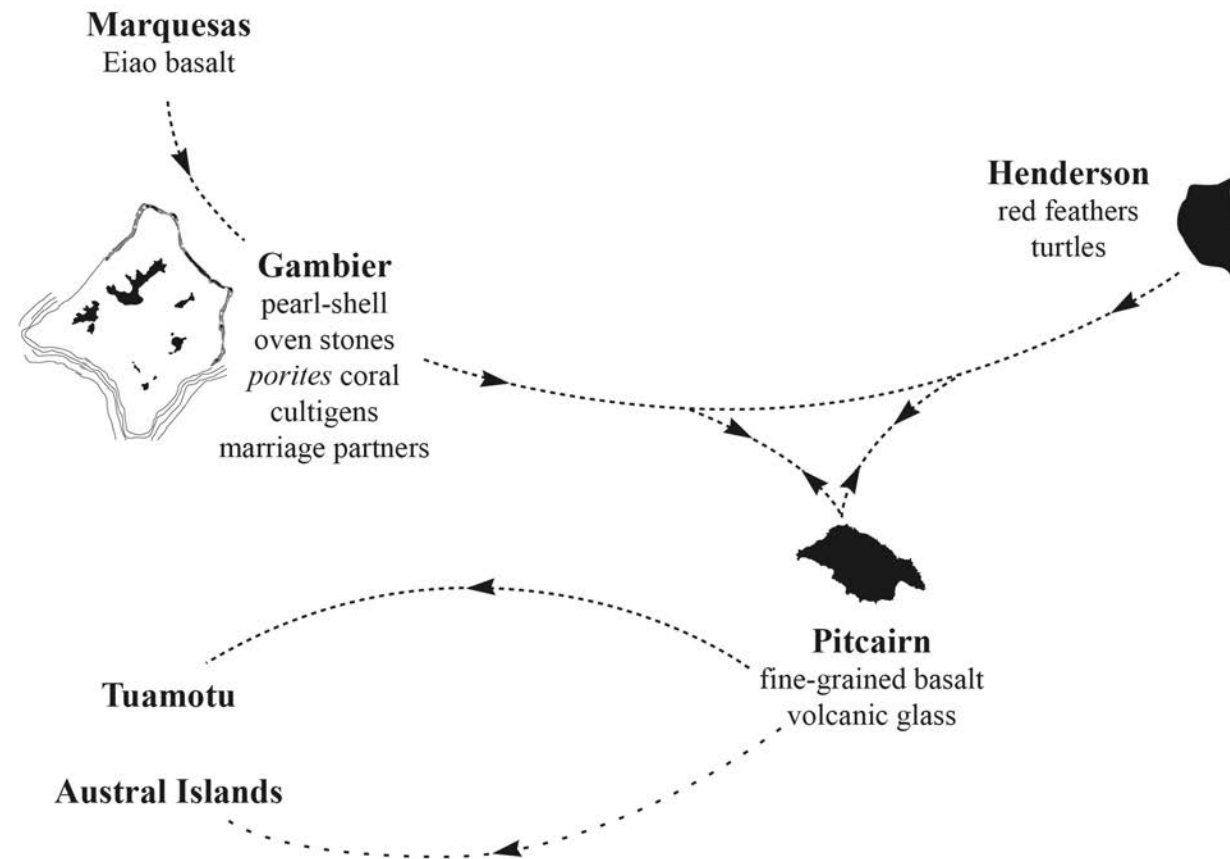 Marquesas
Eiao basalt
Henderson
red feathers
turtles
Gambier
pearl-shell
oven stones
porites coral
cultigens
marriage partners
Pitcairn
fine-grained basalt
volcanic glass
Tuamotu
Austral Islands